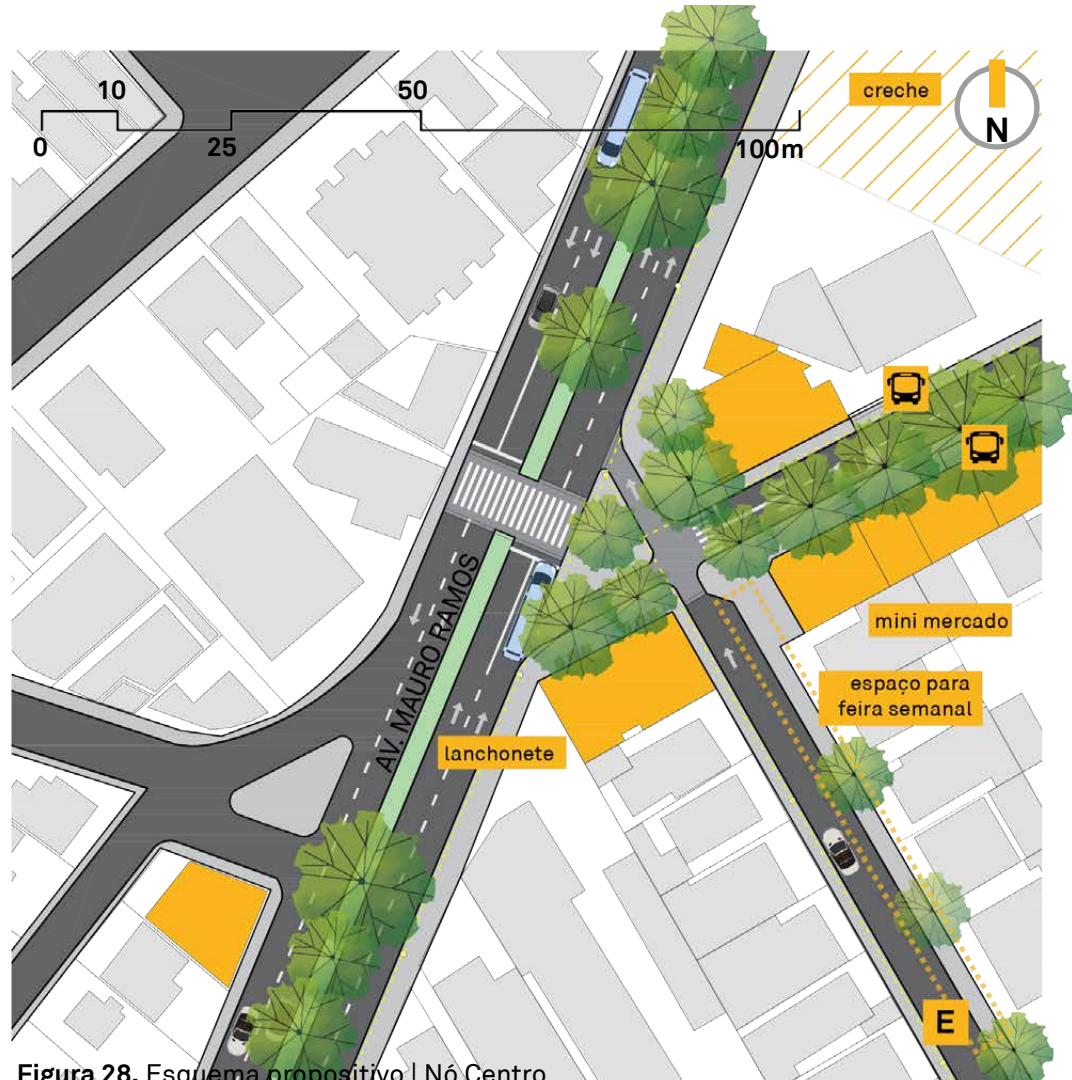 10
50
0
25
100m
creche
N
AV. MAURO RAMOS
mini mercado
espaço para
feira semanal
lanchonete
E
Figura 28. Esquema propositivo | Nó Centro